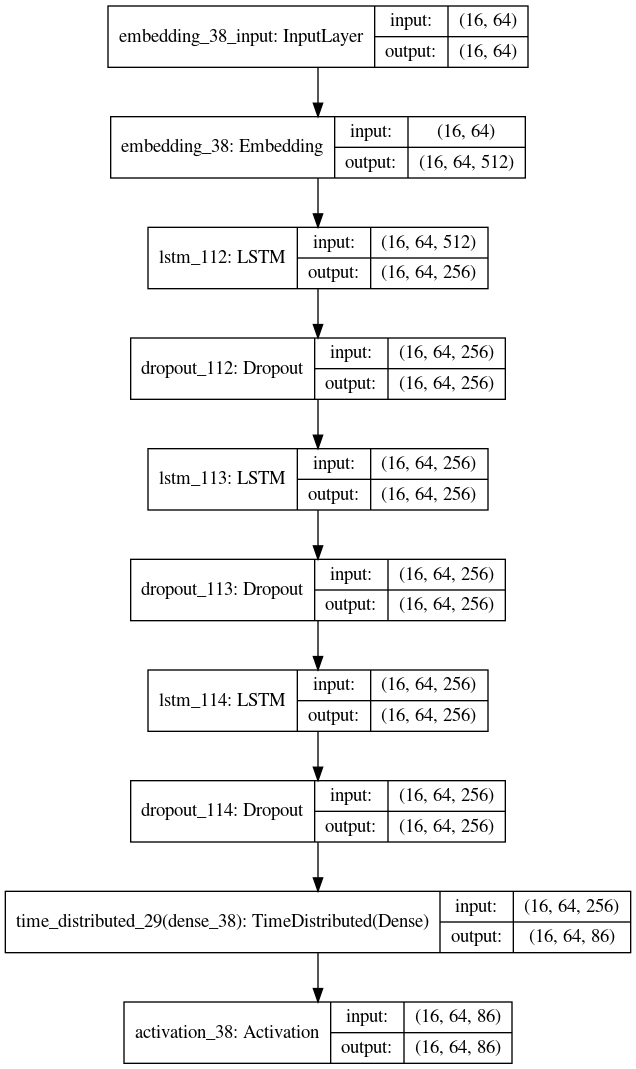 embedding_38_input: InputLayer
input: (16, 64)
output: (16, 64)
embedding_38: Embedding
input: (16, 64)
output: (16, 64, 512)
lstm_112: LSTM
input: (16, 64, 512)
output: (16, 64, 256)
dropout_112: Dropout
input: (16, 64, 256)
output: (16, 64, 256)
lstm_113: LSTM
input: (16, 64, 256)
output: (16, 64, 256)
dropout_113: Dropout
input: (16, 64, 256)
output: (16, 64, 256)
lstm_114: LSTM
input: (16, 64, 256)
output: (16, 64, 256)
dropout_114: Dropout
input: (16, 64, 256)
output: (16, 64, 256)
time_distributed_29(dense_38): TimeDistributed(Dense)
input: (16, 64, 256)
output: (16, 64, 86)
activation_38: Activation
input: (16, 64, 86)
output: (16, 64, 86)